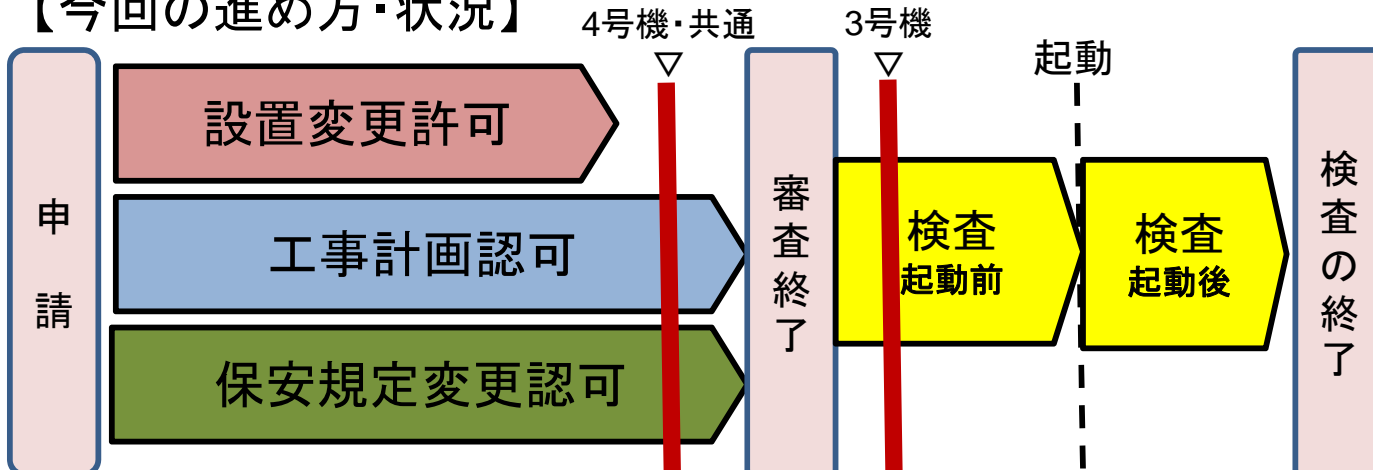 【今回の進め方・状況】
4号機・共通
▽
3号機
▽
起動
申請
設置変更許可
工事計画認可
保安規定変更認可
審査終了
検査
起動前
検査
起動後
検査の終了